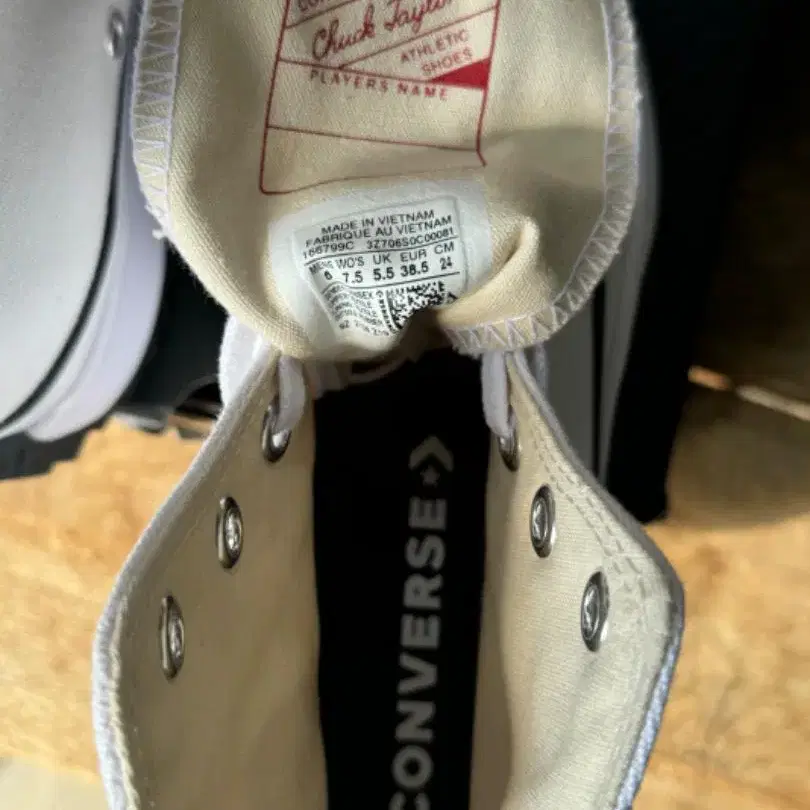 Chuck Taylor
ATHLETIC
SHOES
PLAYERS NAME
MADE IN VIETNAM
FABRIQUE AU VIETNAM
166799C 3Z706S0C00081
MENS WO'S UK EUR CM
6 7.5 5.5 38.5 24
CONVERSE